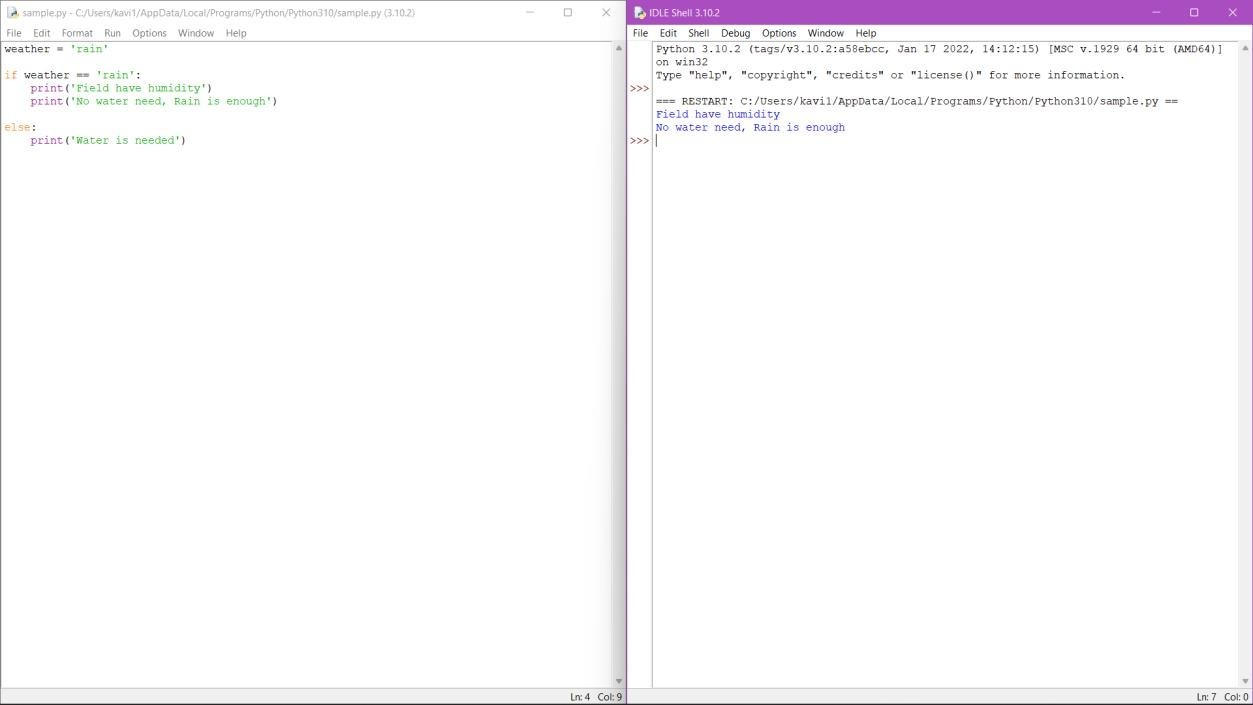 sample.py - C:/Users/kavi1/AppData/Local/Programs/Python/Python310/sample.py (3.10.2)
File Edit Format Run Options Window Help
weather = 'rain'
if weather == 'rain':
    print('Field have humidity')
    print('No water need, Rain is enough')
else:
    print('Water is needed')
Ln: 4 Col: 9
IDLE Shell 3.10.2
File Edit Shell Debug Options Window Help
Python 3.10.2 (tags/v3.10.2:a58ebcc, Jan 17 2022, 14:12:15) [MSC v.1929 64 bit (AMD64)]
on win32
Type "help", "copyright", "credits" or "license()" for more information.
>>>
=== RESTART: C:/Users/kavi1/AppData/Local/Programs/Python/Python310/sample.py ==
Field have humidity
No water need, Rain is enough
>>>
Ln: 7 Col: 0